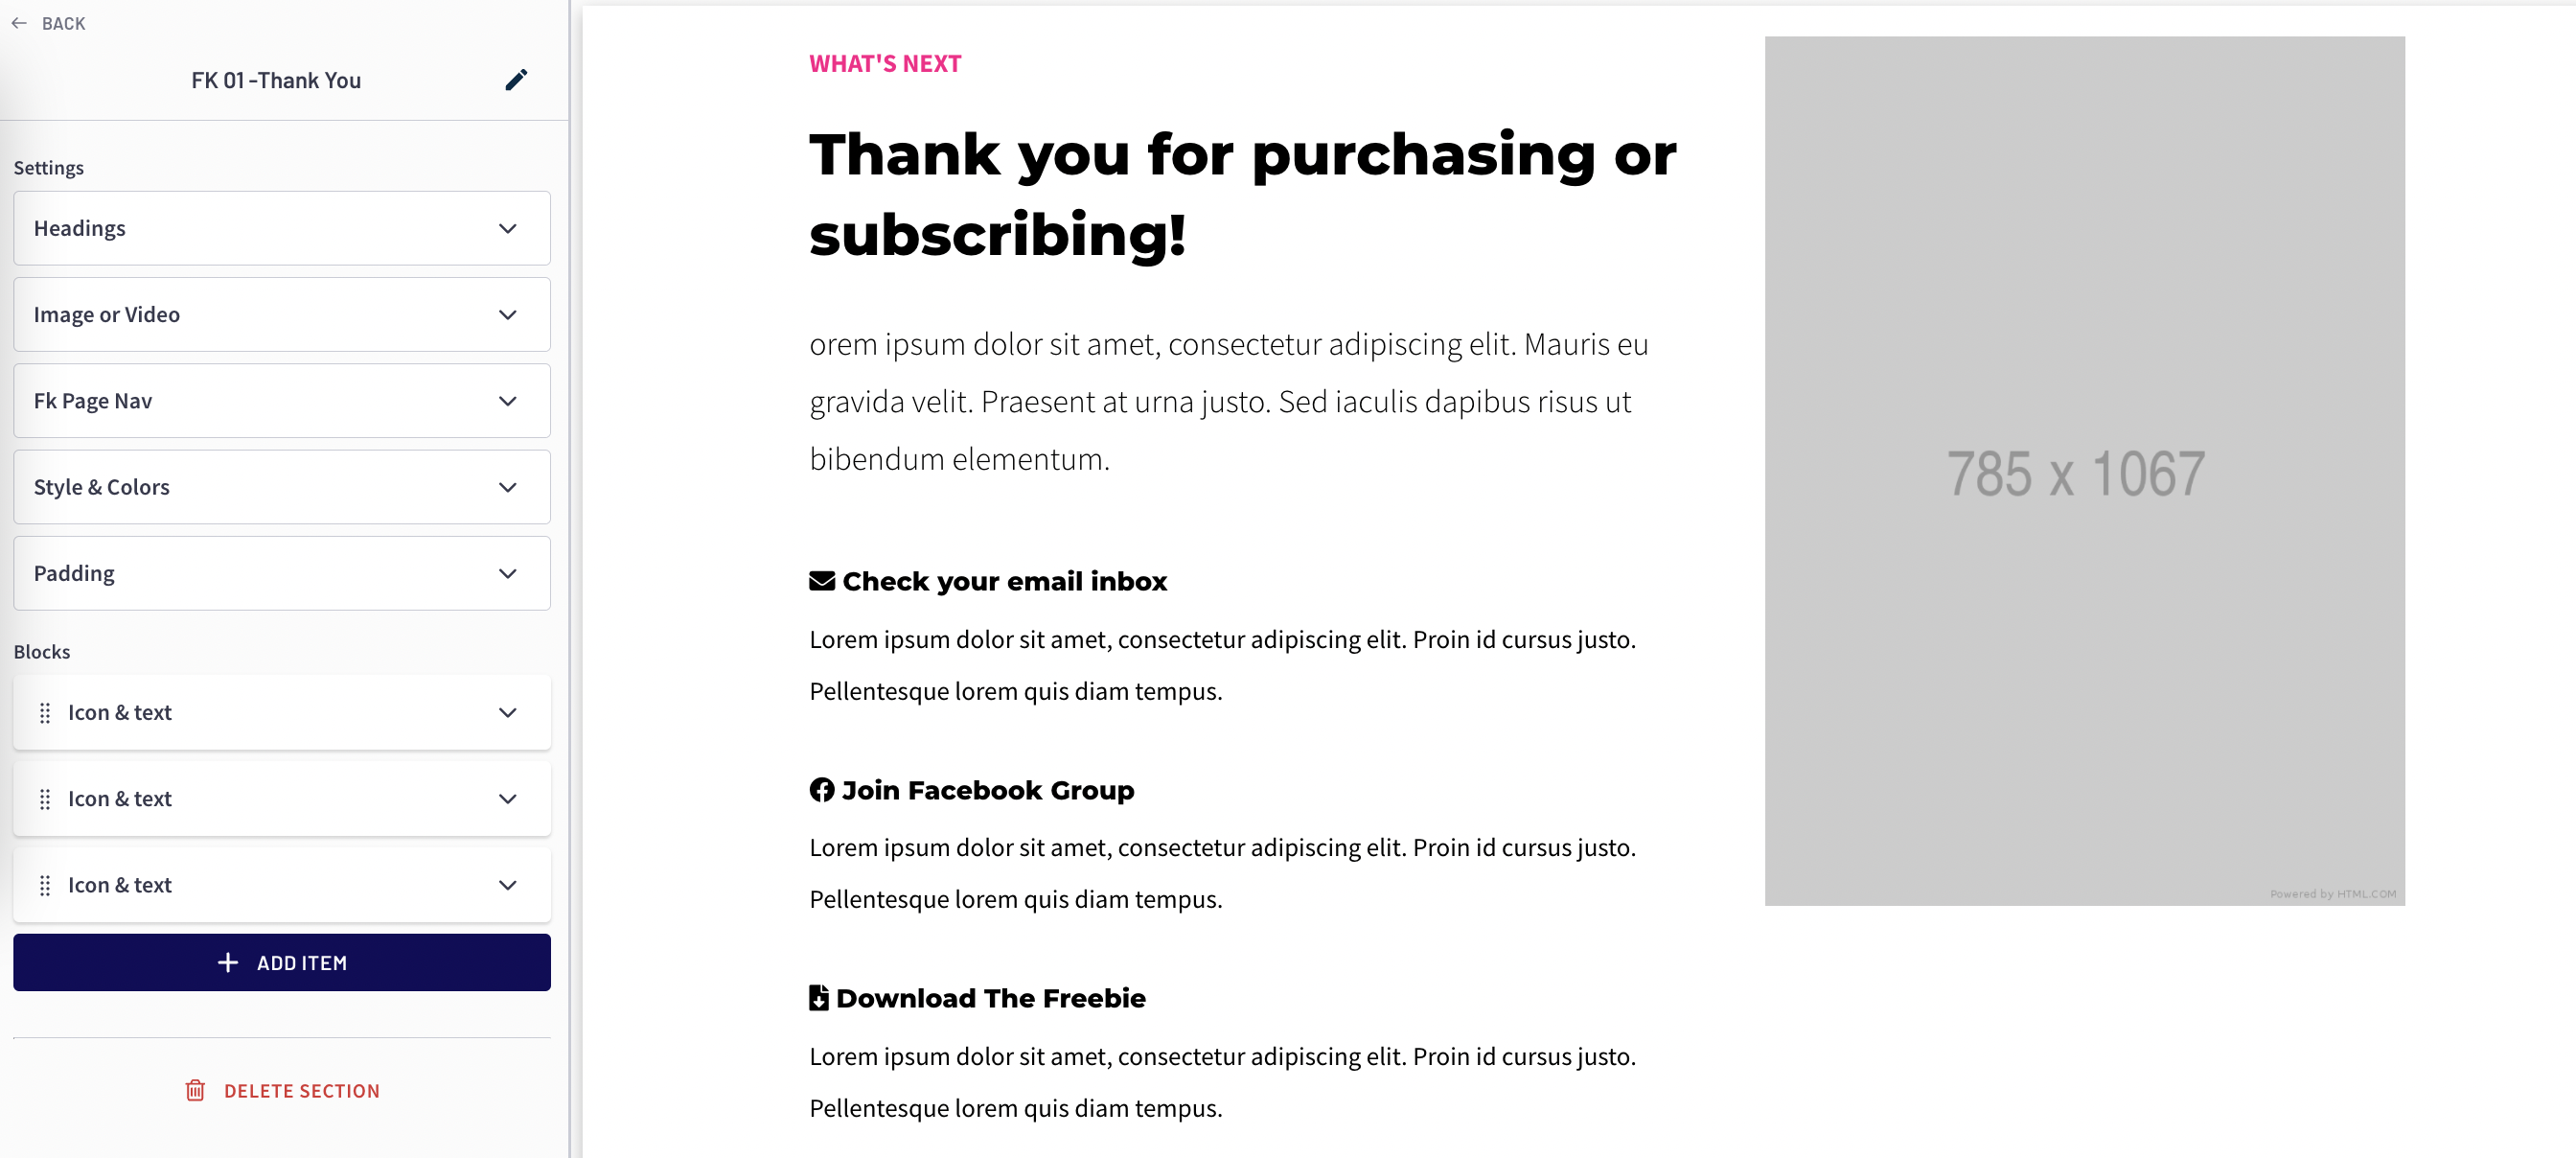 BACK
FK 01 -Thank You
Settings
Headings
Image or Video
Fk Page Nav
Style & Colors
Padding
Blocks
Icon & text
Icon & text
Icon & text
ADD ITEM
DELETE SECTION
WHAT'S NEXT
Thank you for purchasing or
subscribing!
orem ipsum dolor sit amet, consectetur adipiscing elit. Mauris eu
gravida velit. Praesent at urna justo. Sed iaculis dapibus risus ut
bibendum elementum.
Check your email inbox
Lorem ipsum dolor sit amet, consectetur adipiscing elit. Proin id cursus justo.
Pellentesque lorem quis diam tempus.
Join Facebook Group
Lorem ipsum dolor sit amet, consectetur adipiscing elit. Proin id cursus justo.
Pellentesque lorem quis diam tempus.
Download The Freebie
Lorem ipsum dolor sit amet, consectetur adipiscing elit. Proin id cursus justo.
Pellentesque lorem quis diam tempus.
785 x 1067
Powered by HTML.COM